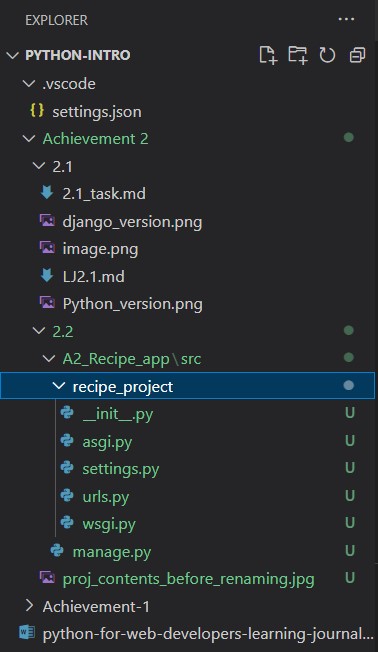 EXPLORER ...
PYTHON-INTRO
.vscode
{} settings.json
Achievement 2
2.1
2.1_task.md
django_version.png
image.png
LJ2.1.md
Python_version.png
2.2
A2_Recipe_app\src
recipe_project
__init__.py U
asgi.py U
settings.py U
urls.py U
wsgi.py U
manage.py U
proj_contents_before_renaming.jpg U
Achievement-1
python-for-web-developers-learning-journal...